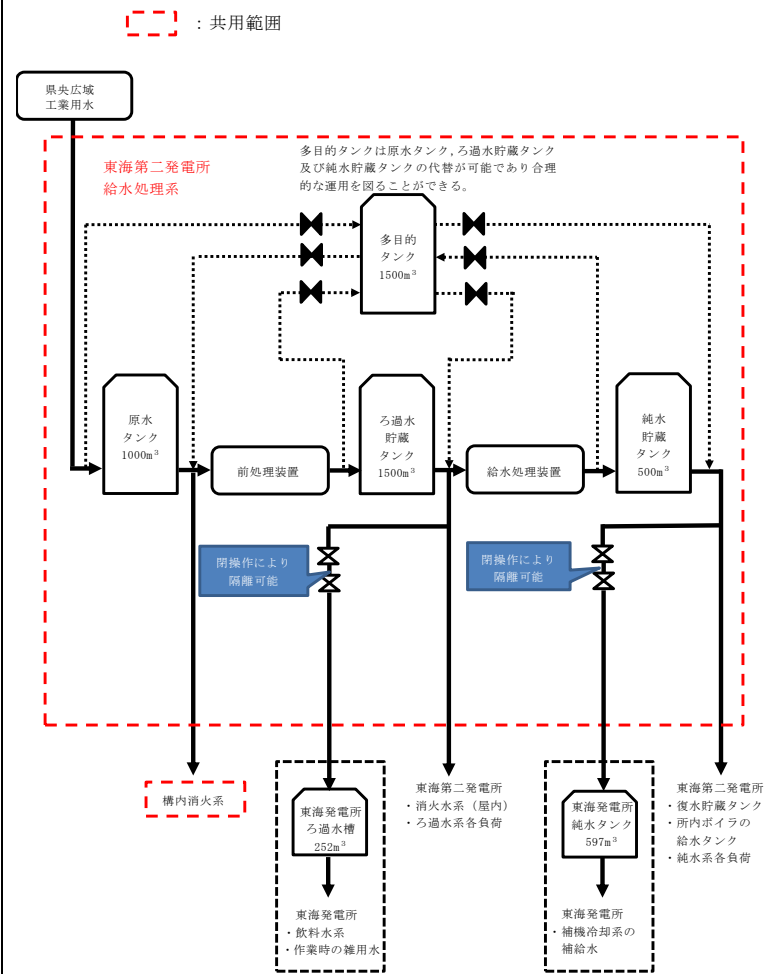 ：共用範囲
県央広域
工業用水
東海第二発電所
給水処理系
多目的タンクは原水タンク,ろ過水貯蔵タンク
及び純水貯蔵タンクの代替が可能であり合理
的な運用を図ることができる。
多目的
タンク
1500m³
原水
タンク
1000m³
前処理装置
ろ過水
貯蔵
タンク
1500m³
給水処理装置
純水
貯蔵
タンク
500m³
閉操作により
隔離可能
閉操作により
隔離可能
構内消火系
東海発電所
ろ過水槽
252m³
東海発電所
・飲料水系
・作業時の雑用水
東海第二発電所
・消火水系（屋内）
・ろ過水系各負荷
東海発電所
純水タンク
597m³
東海発電所
・補機冷却系の
補給水
東海第二発電所
・復水貯蔵タンク
・所内ボイラの
給水タンク
・純水系各負荷